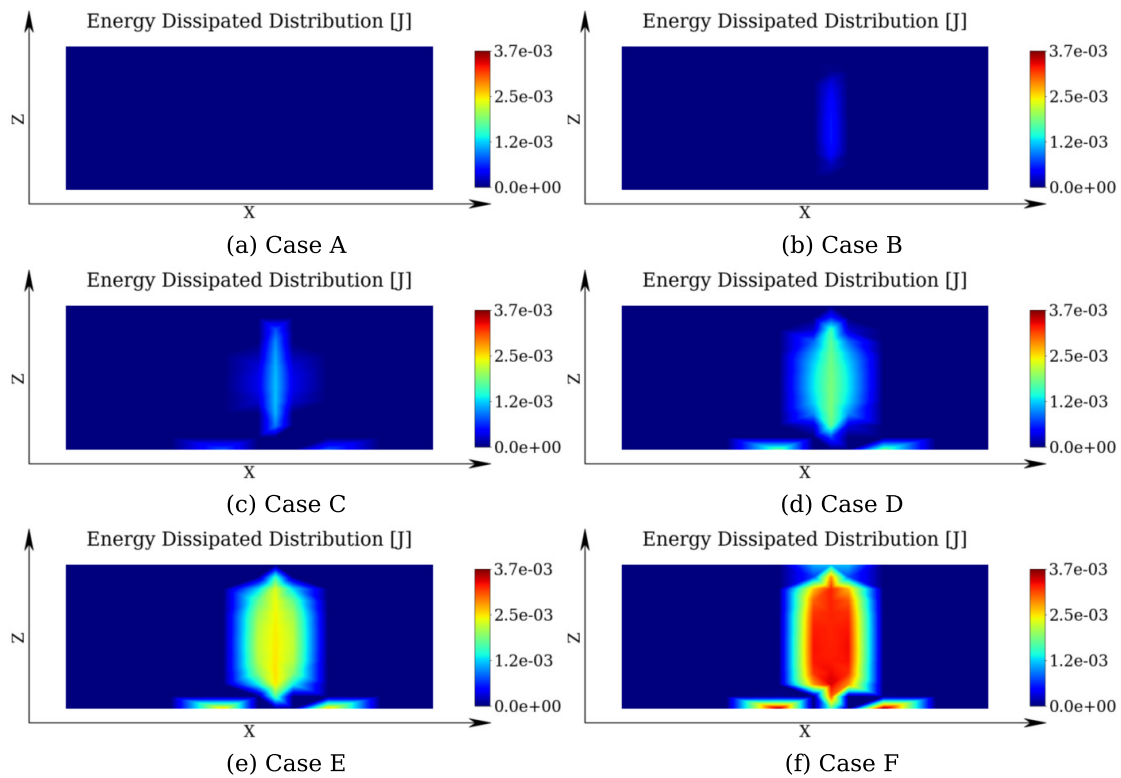 Energy Dissipated Distribution [J]
Energy Dissipated Distribution [J]
3.7e-03
3.7e-03
Z
2.5e-03
Z
2.5e-03
1.2e-03
1.2e-03
0.0e+00
0.0e+00
X
X
(a) Case A
(b) Case B
Energy Dissipated Distribution [J]
Energy Dissipated Distribution [J]
3.7e-03
3.7e-03
Z
2.5e-03
Z
2.5e-03
1.2e-03
1.2e-03
0.0e+00
0.0e+00
X
X
(c) Case C
(d) Case D
Energy Dissipated Distribution [J]
Energy Dissipated Distribution [J]
3.7e-03
3.7e-03
Z
2.5e-03
Z
2.5e-03
1.2e-03
1.2e-03
0.0e+00
0.0e+00
X
X
(e) Case E
(f) Case F